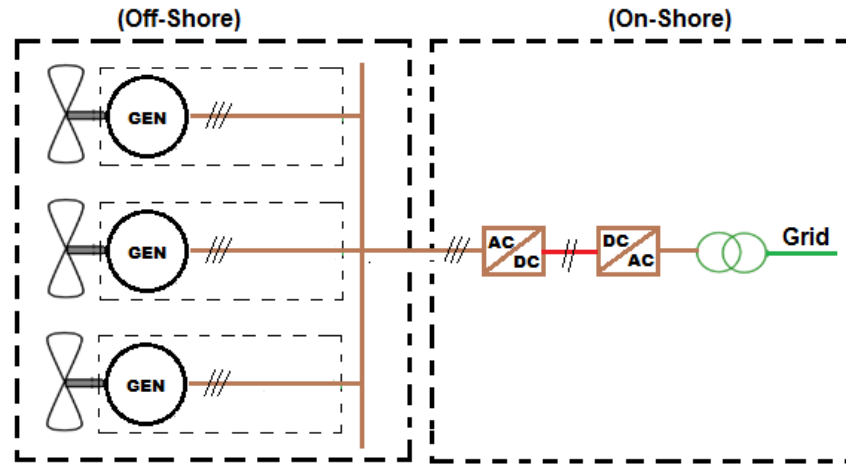 (Off-Shore)
(On-Shore)
GEN
GEN
GEN
AC
DC
DC
AC
Grid